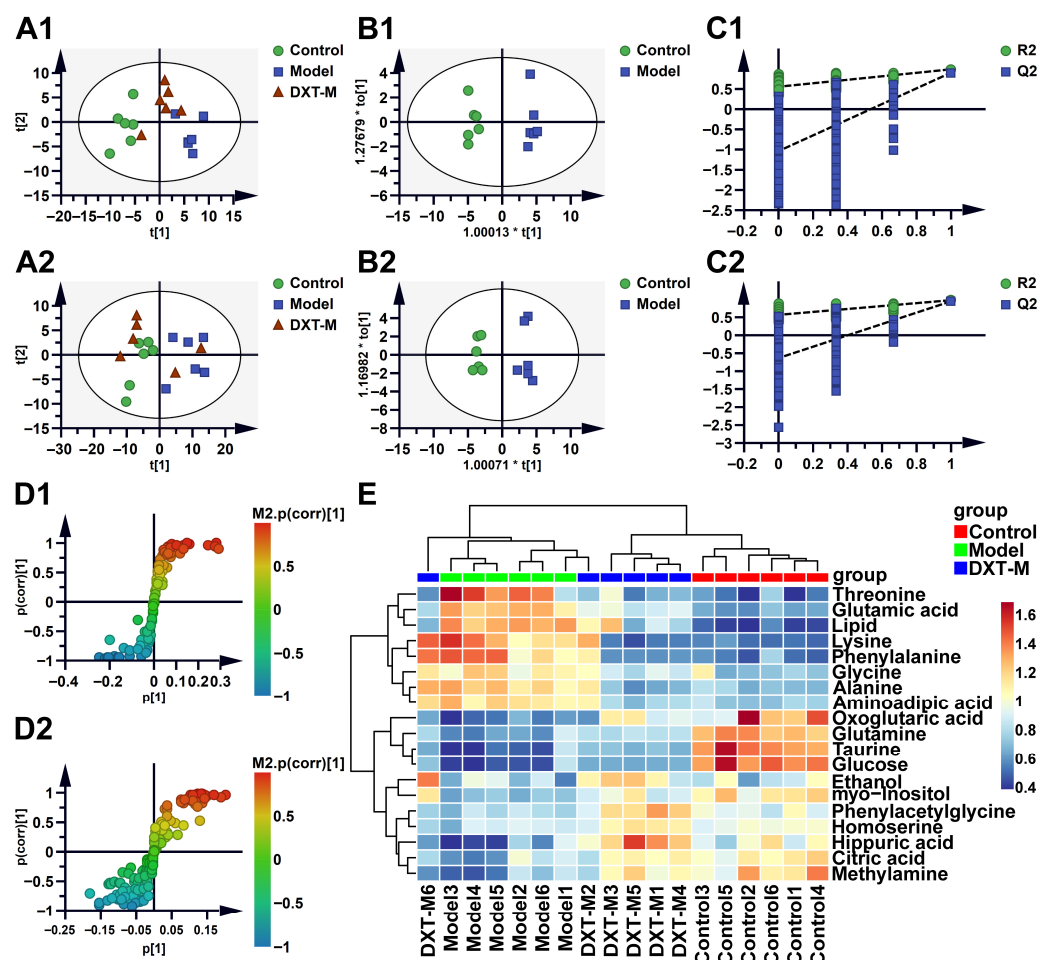 A1
Control
Model
DXT-M
t[2]
10
5
0
−5
−10
−15
−20
−15
−10
−5
0
5
10
15
t[1]
B1
Control
Model
1.27679 * to[1]
4
2
0
−2
−4
−6
−15
−10
−5
0
5
10
15
1.00013 * t[1]
C1
R2
Q2
0.5
0
−0.5
−1
−1.5
−2
−2.5
−0.2
0
0.2
0.4
0.6
0.8
1
A2
Control
Model
DXT-M
t[2]
10
5
0
−5
−10
−15
−30
−20
−10
0
10
20
t[1]
B2
Control
Model
1.16982 * to[1]
4
2
0
−2
−4
−6
−8
−15
−10
−5
0
5
10
1.00071 * t[1]
C2
R2
Q2
0.5
0
−0.5
−1
−1.5
−2
−2.5
−3
−0.2
0
0.2
0.4
0.6
0.8
1
D1
M2.p(corr)[1]
p(corr)[1]
1
0.5
0
−0.5
−1
−0.4
−0.2
0
0.10
0.20
0.3
p[1]
0.5
0
−0.5
−1
D2
M2.p(corr)[1]
p(corr)[1]
1
0.5
0
−0.5
−1
−0.25
−0.15
−0.05
0.05
0.15
p[1]
0.5
0
−0.5
−1
E
group
Control
Model
DXT-M
group
Threonine
Glutamic acid
Lipid
Lysine
Phenylalanine
Glycine
Alanine
Aminoadipic acid
Oxoglutaric acid
Glutamine
Taurine
Glucose
Ethanol
myo−Inositol
Phenylacetylglycine
Homoserine
Hippuric acid
Citric acid
Methylamine
1.6
1.4
1.2
1
0.8
0.6
0.4
DXT-M6
Model3
Model4
Model5
Model2
Model6
Model1
DXT-M2
DXT-M3
DXT-M5
DXT-M1
DXT-M4
Control3
Control5
Control2
Control6
Control1
Control4